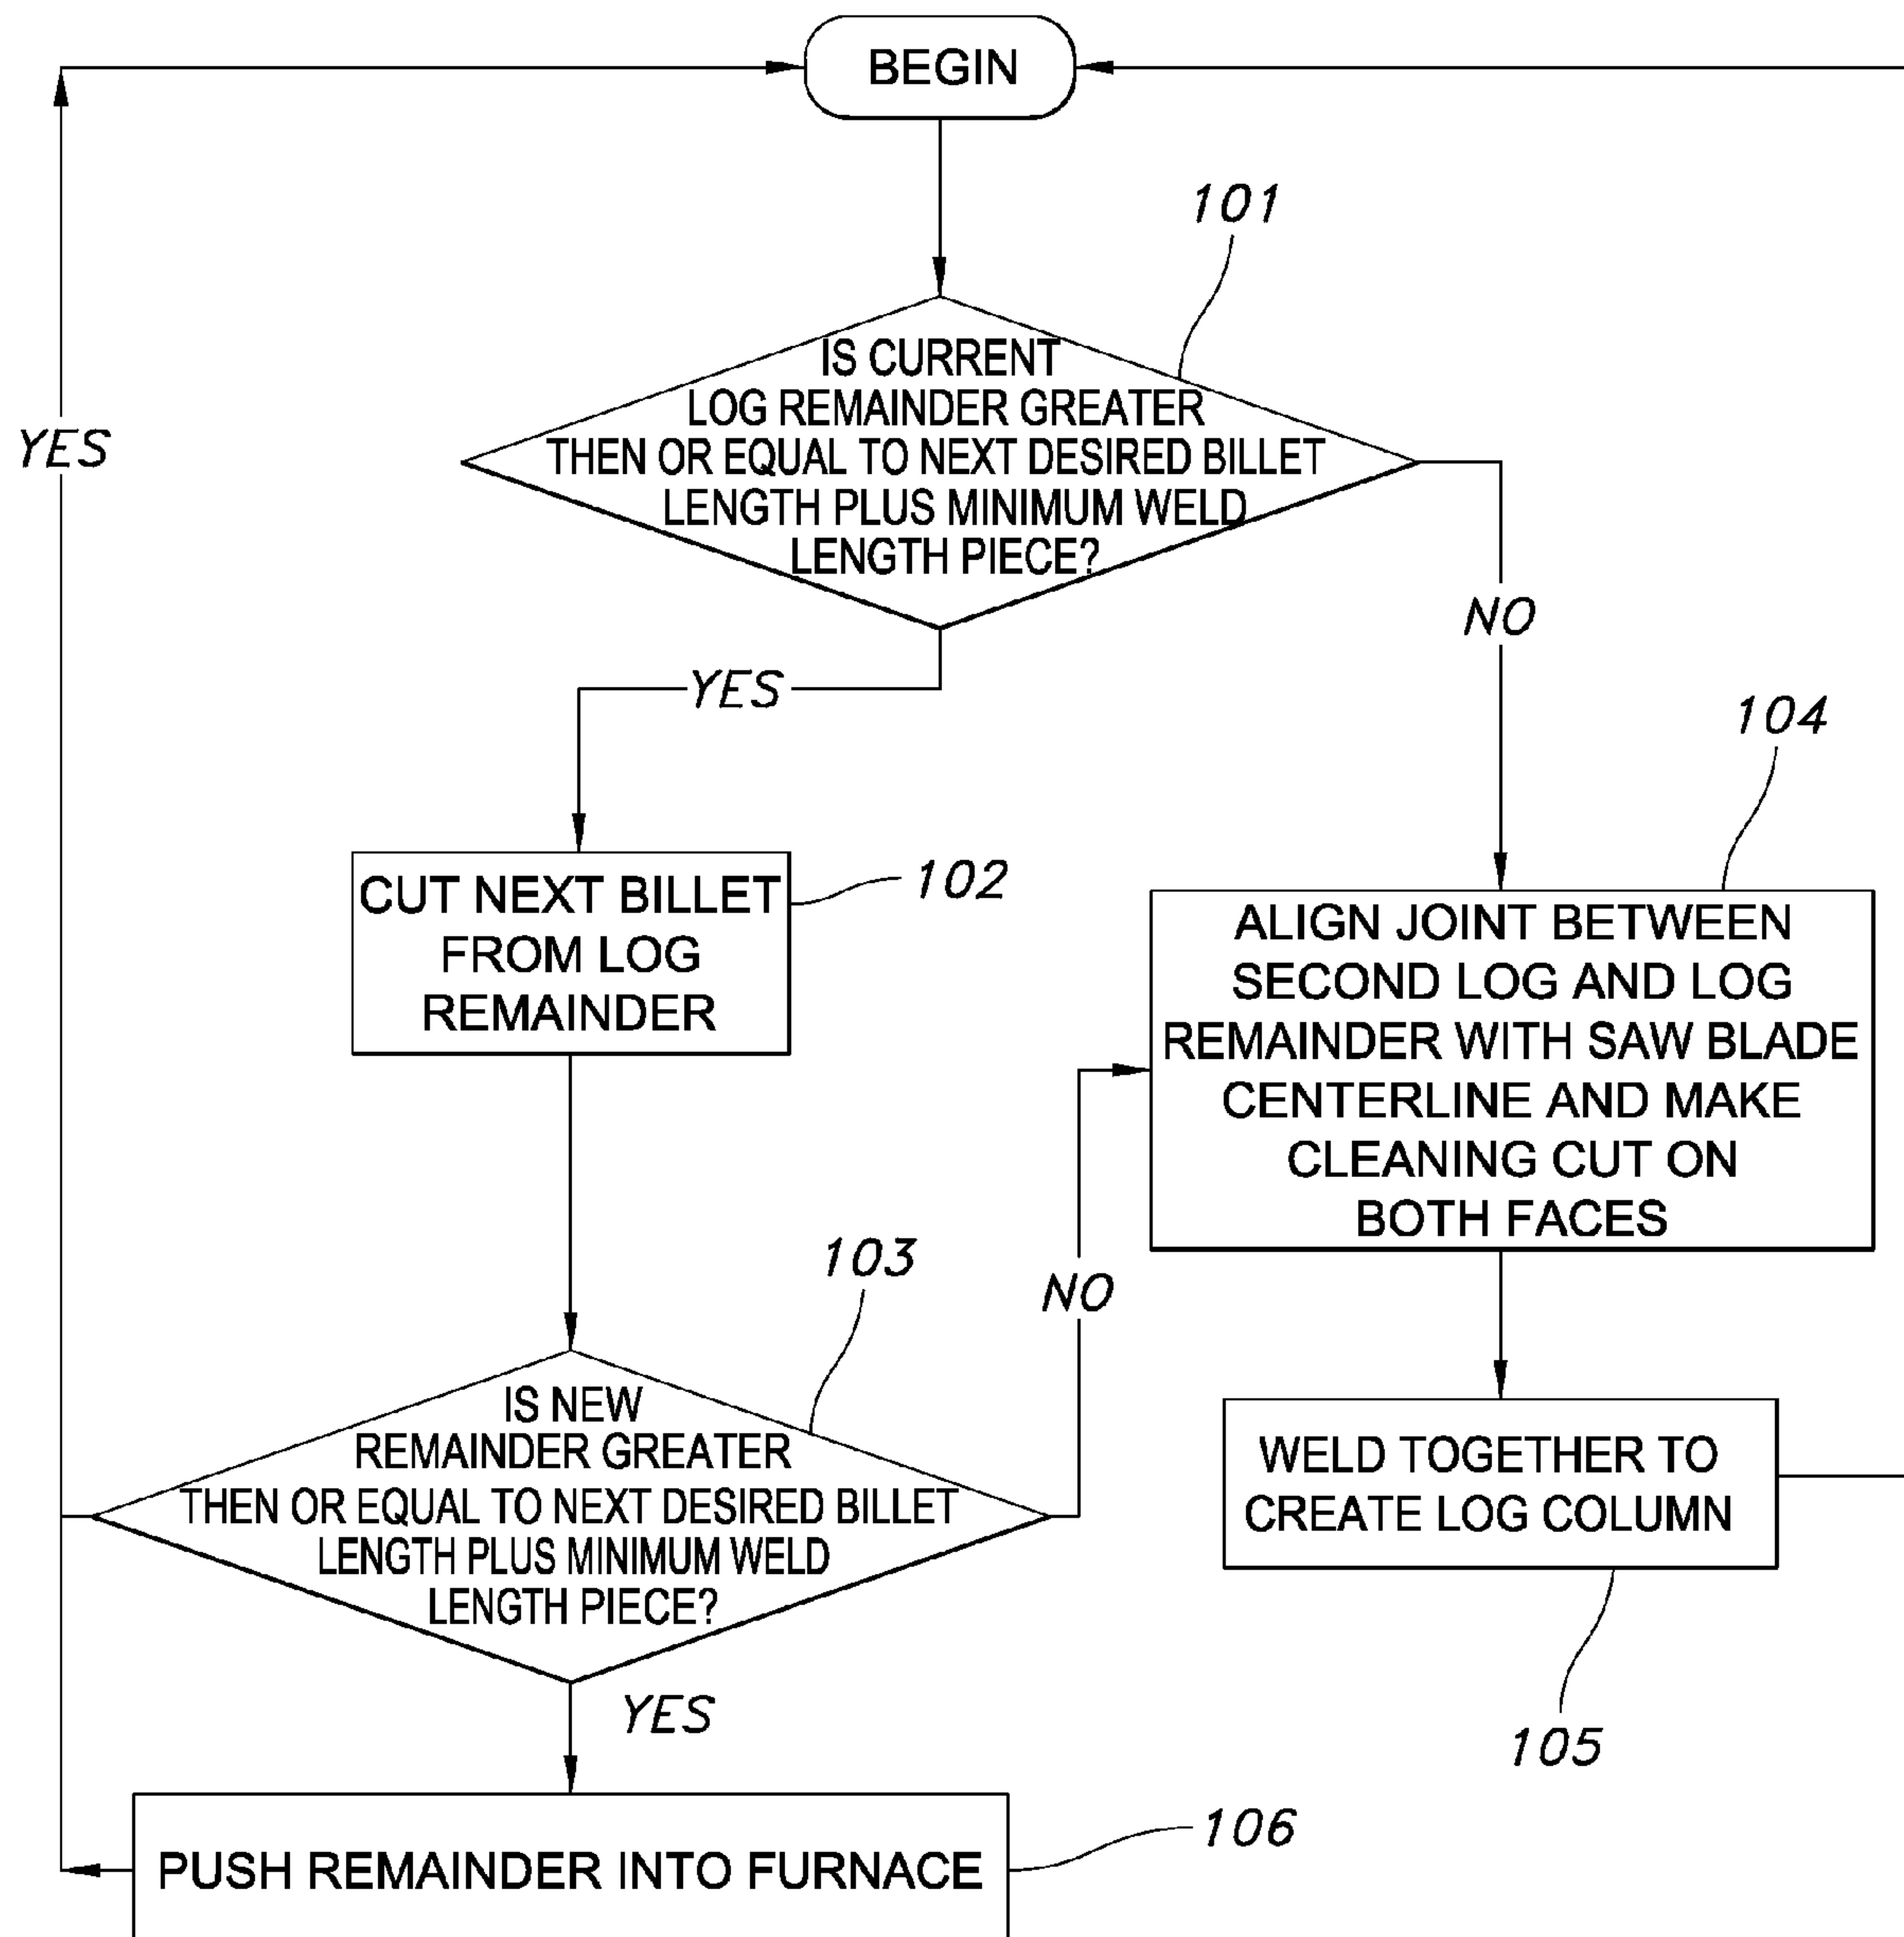 BEGIN
101
IS CURRENT
LOG REMAINDER GREATER
THEN OR EQUAL TO NEXT DESIRED BILLET
LENGTH PLUS MINIMUM WELD
LENGTH PIECE?
YES
NO
YES
104
CUT NEXT BILLET
FROM LOG
REMAINDER
102
ALIGN JOINT BETWEEN
SECOND LOG AND LOG
REMAINDER WITH SAW BLADE
CENTERLINE AND MAKE
CLEANING CUT ON
BOTH FACES
103
NO
IS NEW
REMAINDER GREATER
THEN OR EQUAL TO NEXT DESIRED BILLET
LENGTH PLUS MINIMUM WELD
LENGTH PIECE?
WELD TOGETHER TO
CREATE LOG COLUMN
YES
105
PUSH REMAINDER INTO FURNACE
106